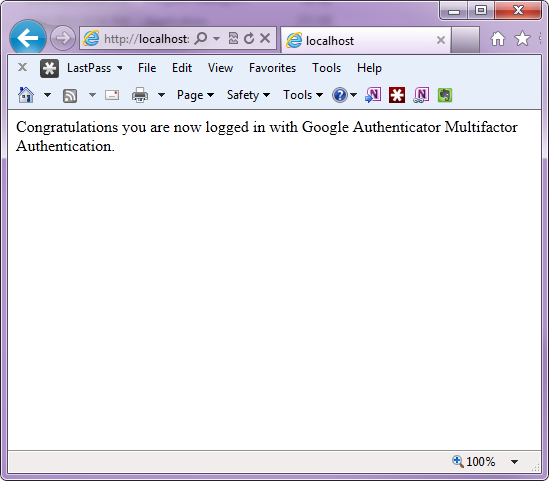 http://localhost:
localhost
LastPass File Edit View Favorites Tools Help
Page Safety Tools
Congratulations you are now logged in with Google Authenticator Multifactor
Authentication.
100%